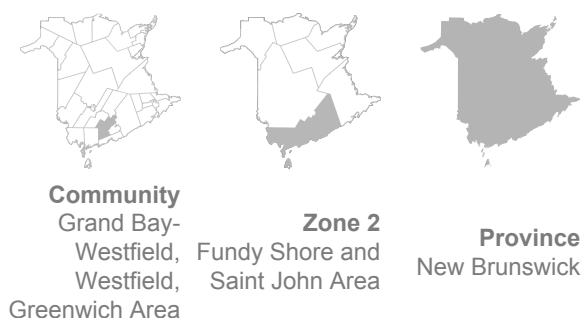 Community
Grand Bay-
Westfield,
Westfield,
Greenwich Area
Zone 2
Fundy Shore and
Saint John Area
Province
New Brunswick